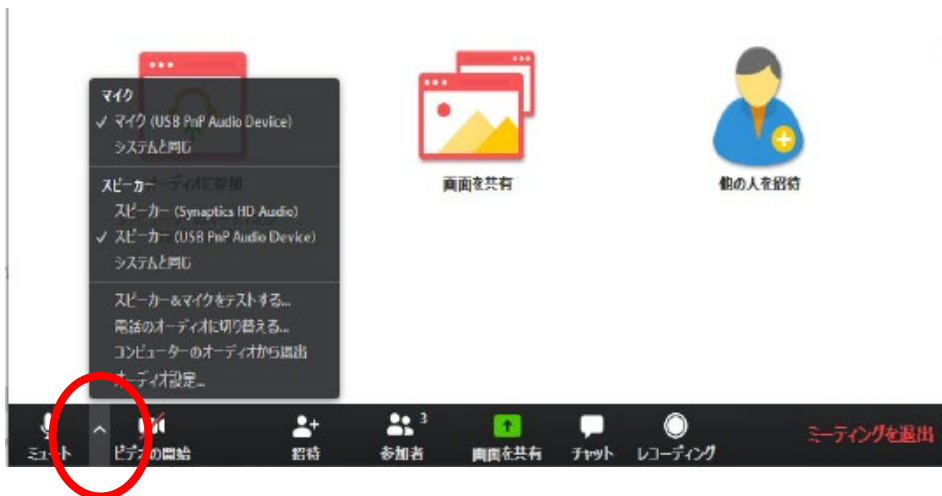 マイク
✓ マイク (USB PnP Audio Device)
システムと同じ
スピーカー
スピーカー (Synaptics HD Audio)
✓ スピーカー (USB PnP Audio Device)
システムと同じ
スピーカー&マイクをテストする...
電話のオーディオに切り替える...
コンピューターのオーディオから退出
オーディオ設定...
画面を共有
他の人を招待
ミュート
ビデオの開始
招待
参加者
3
画面を共有
チャット
レコーディング
ミーティングを退出